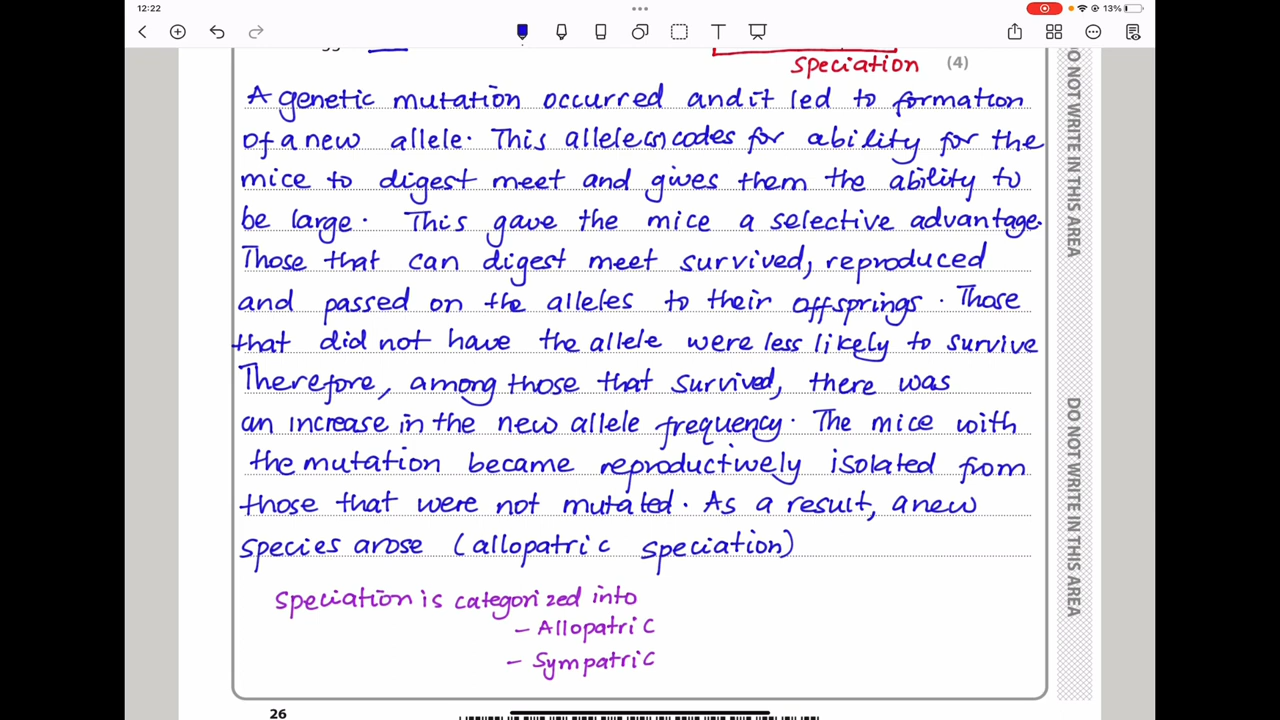 12:22
13%
speciation (4)
A genetic mutation occurred and it led to formation
of a new allele. This allele(s) codes for ability for the
mice to digest meet and gives them the ability to
be large. This gave the mice a selective advantage.
Those that can digest meet survived, reproduced
and passed on the alleles to their offsprings. Those
that did not have the allele were less likely to survive
Therefore, among those that survived, there was
an increase in the new allele frequency. The mice with
the mutation became reproductively isolated from
those that were not mutated. As a result, a new
species arose (allopatric speciation)
Speciation is categorized into
- Allopatric
- Sympatric
26
DO NOT WRITE IN THIS AREA
DO NOT WRITE IN THIS AREA